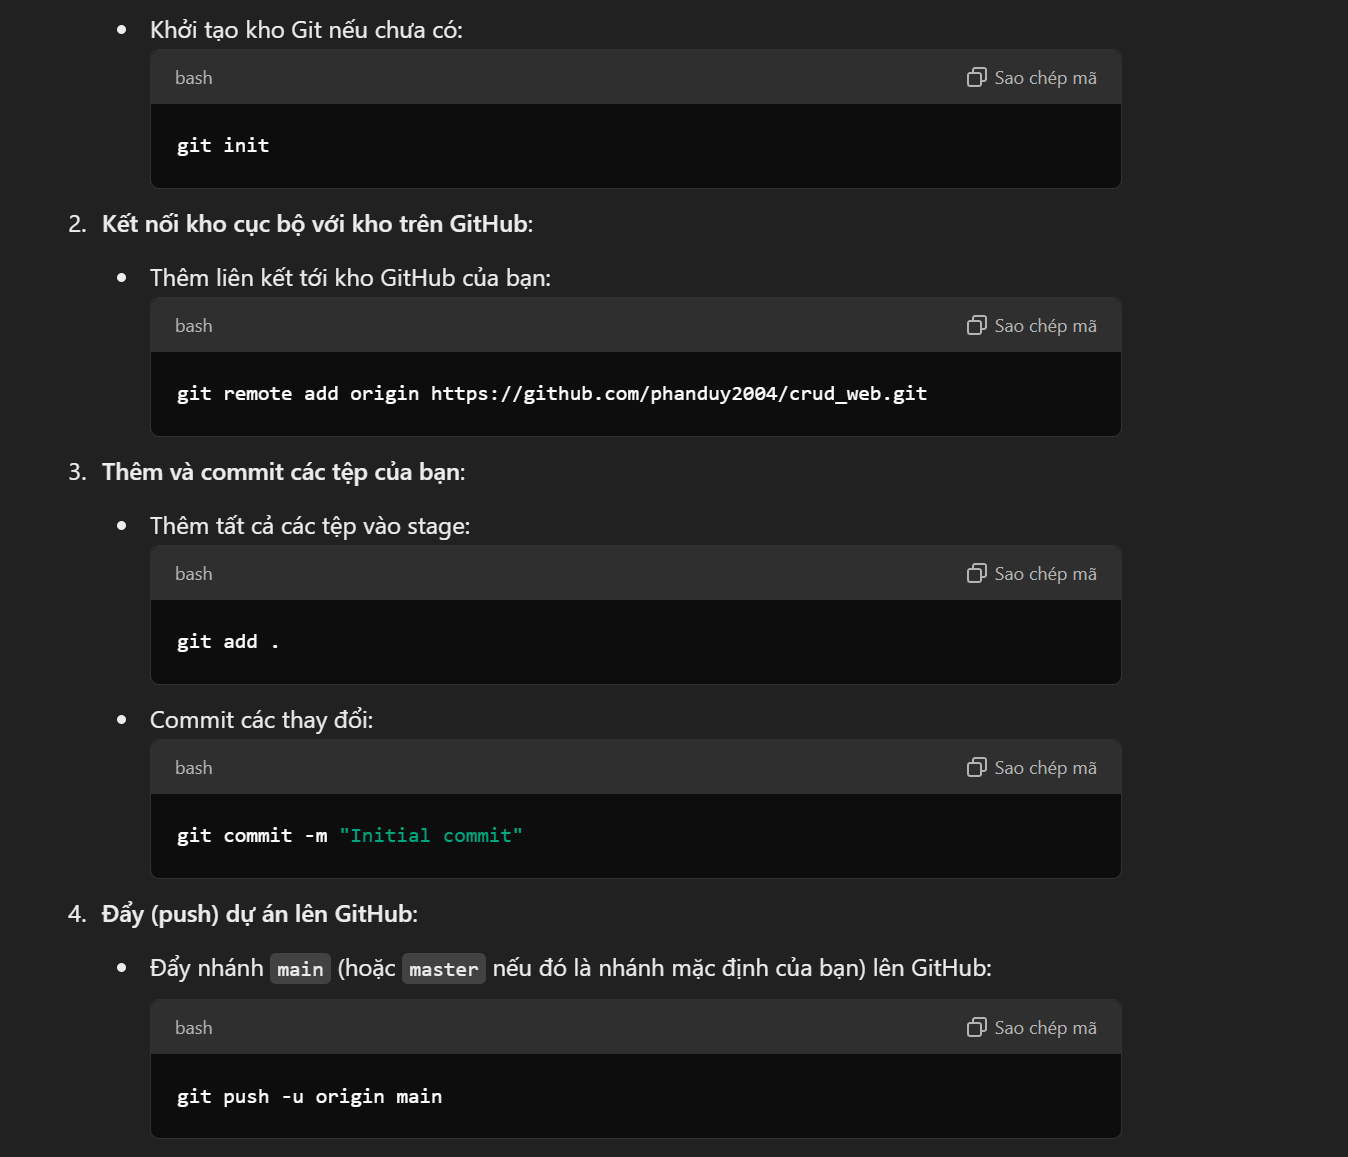 • Khởi tạo kho Git nếu chưa có:
bash Sao chép mã
git init
2. Kết nối kho cục bộ với kho trên GitHub:
• Thêm liên kết tới kho GitHub của bạn:
bash Sao chép mã
git remote add origin https://github.com/phanduy2004/crud_web.git
3. Thêm và commit các tệp của bạn:
• Thêm tất cả các tệp vào stage:
bash Sao chép mã
git add .
• Commit các thay đổi:
bash Sao chép mã
git commit -m "Initial commit"
4. Đẩy (push) dự án lên GitHub:
• Đẩy nhánh main (hoặc master nếu đó là nhánh mặc định của bạn) lên GitHub:
bash Sao chép mã
git push -u origin main